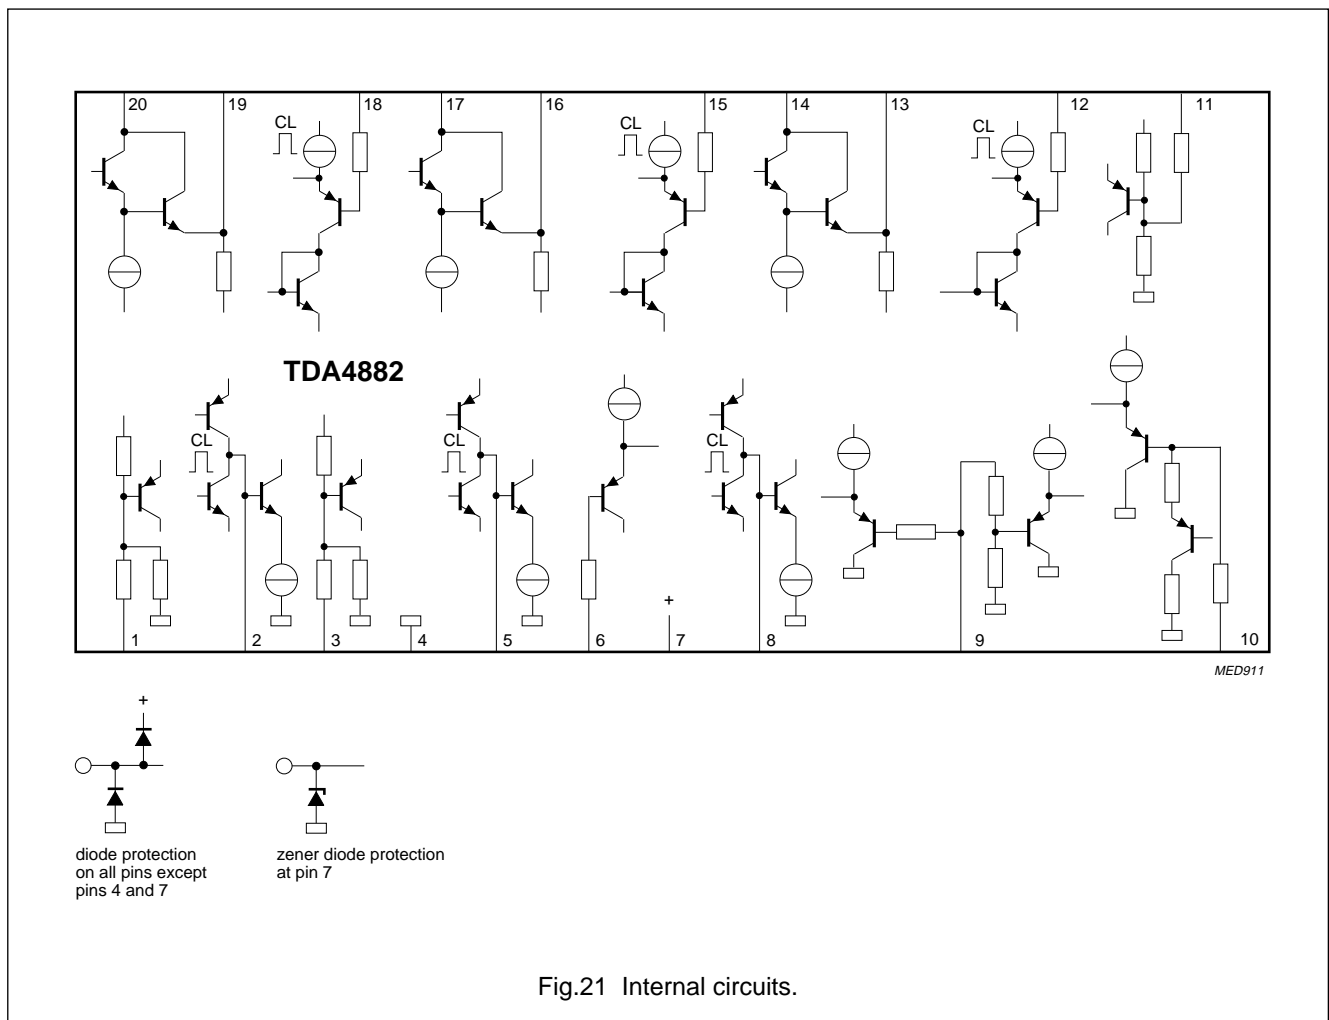 20 19 18 17 16 15 14 13 12 11
CL CL CL
TDA4882
CL CL CL
+
1 2 3 4 5 6 7 8 9 10
MED911
+
diode protection
on all pins except
pins 4 and 7
zener diode protection
at pin 7
Fig.21 Internal circuits.